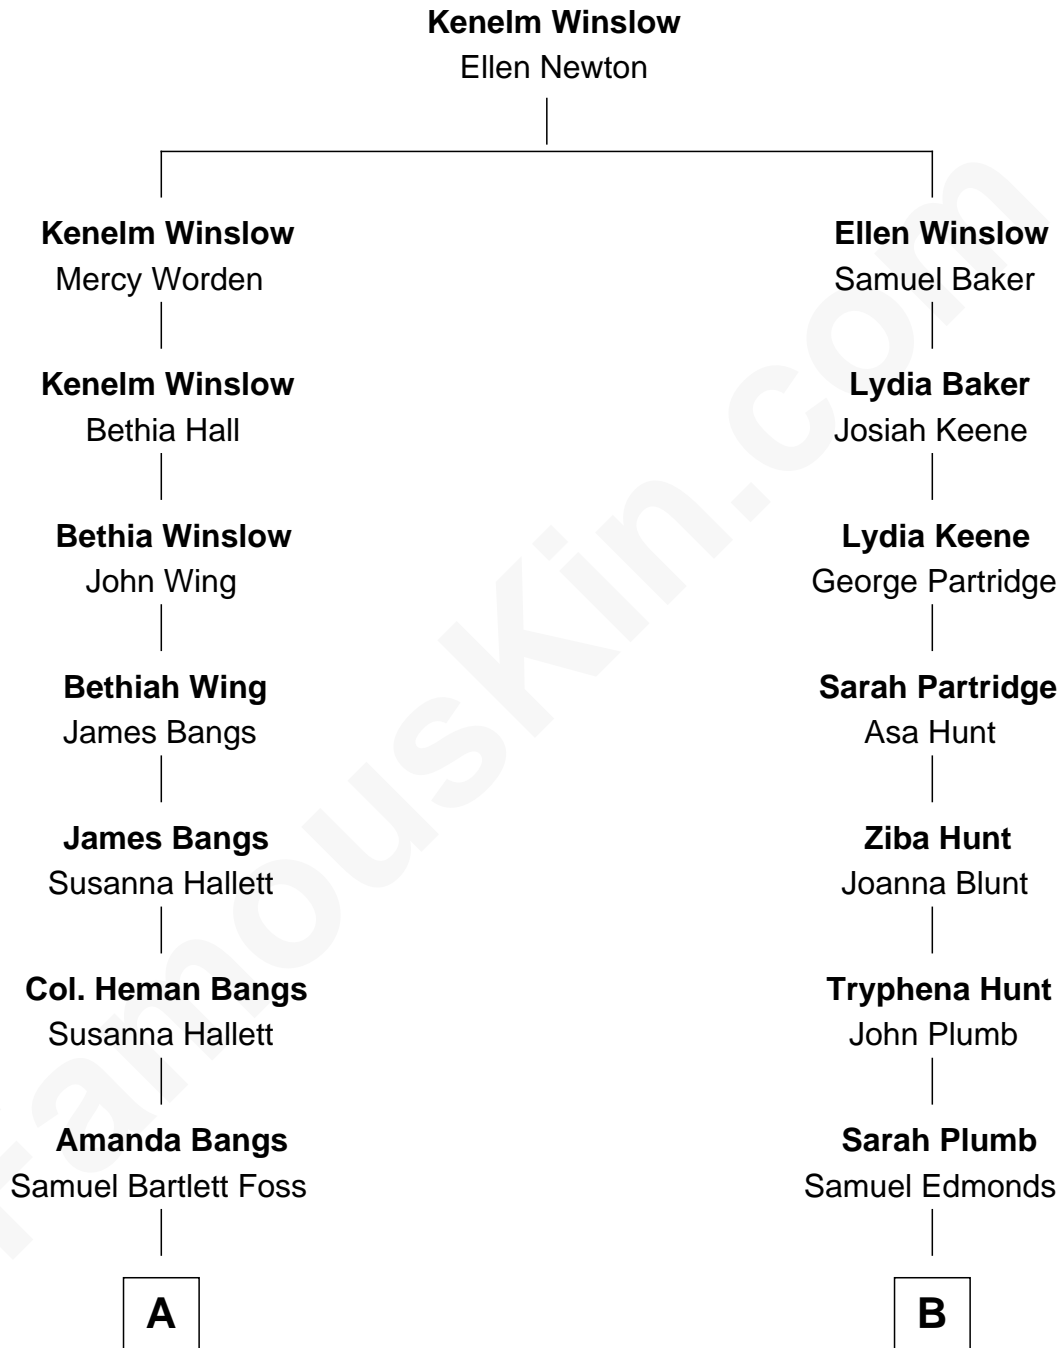 Kenelm Winslow
Ellen Newton
Kenelm Winslow
Mercy Worden
Ellen Winslow
Samuel Baker
Kenelm Winslow
Bethia Hall
Lydia Baker
Josiah Keene
Bethia Winslow
John Wing
Lydia Keene
George Partridge
Bethiah Wing
James Bangs
Sarah Partridge
Asa Hunt
James Bangs
Susanna Hallett
Ziba Hunt
Joanna Blunt
Col. Heman Bangs
Susanna Hallett
Tryphena Hunt
John Plumb
Amanda Bangs
Samuel Bartlett Foss
Sarah Plumb
Samuel Edmonds
A
B
FamousKin.com